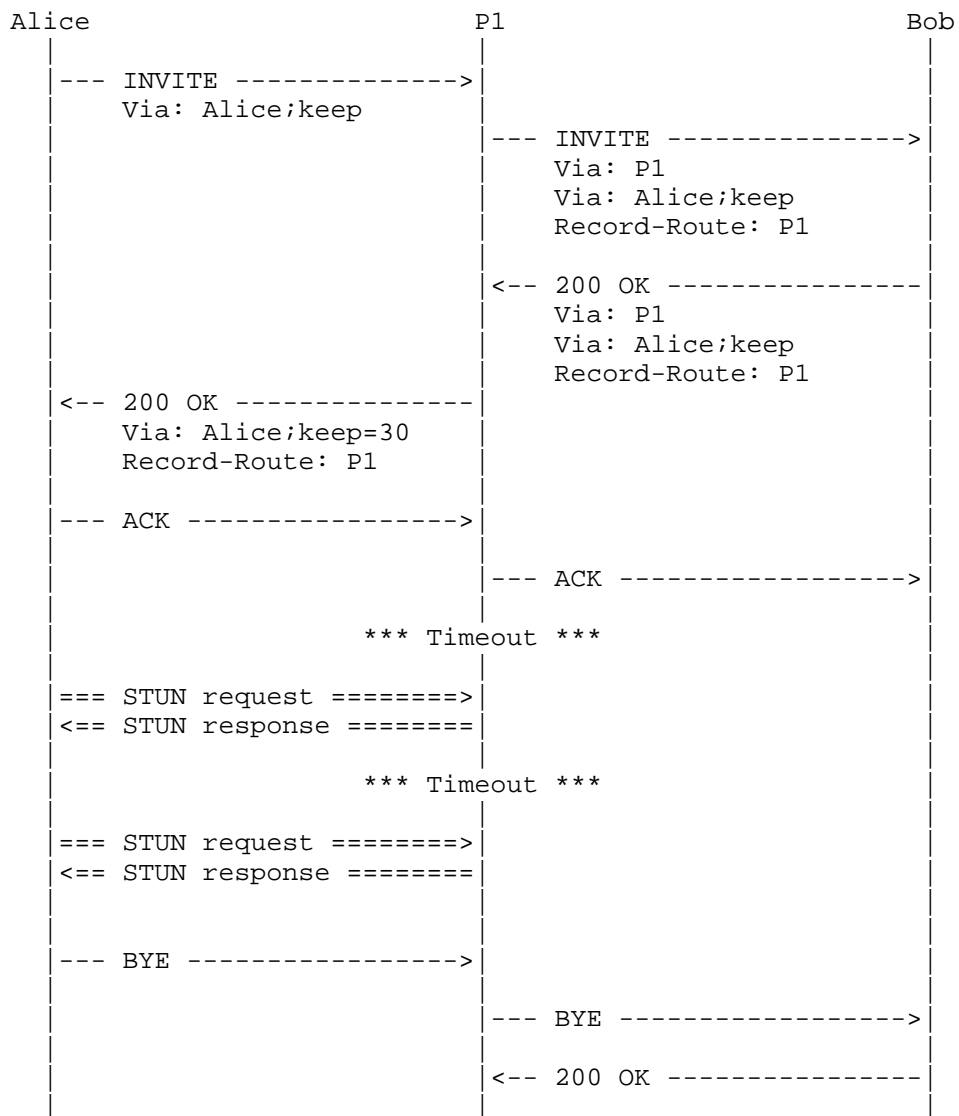 Alice P1 Bob
|--- INVITE -------------->|
Via: Alice;keep
|--- INVITE --------------->|
Via: P1
Via: Alice;keep
Record-Route: P1
|<-- 200 OK ----------------|
Via: P1
Via: Alice;keep
Record-Route: P1
|<-- 200 OK ---------------|
Via: Alice;keep=30
Record-Route: P1
|--- ACK ----------------->|
|--- ACK ------------------>|
*** Timeout ***
|=== STUN request ========>|
|<== STUN response ========|
*** Timeout ***
|=== STUN request ========>|
|<== STUN response ========|
|--- BYE ----------------->|
|--- BYE ------------------>|
|<-- 200 OK ----------------|